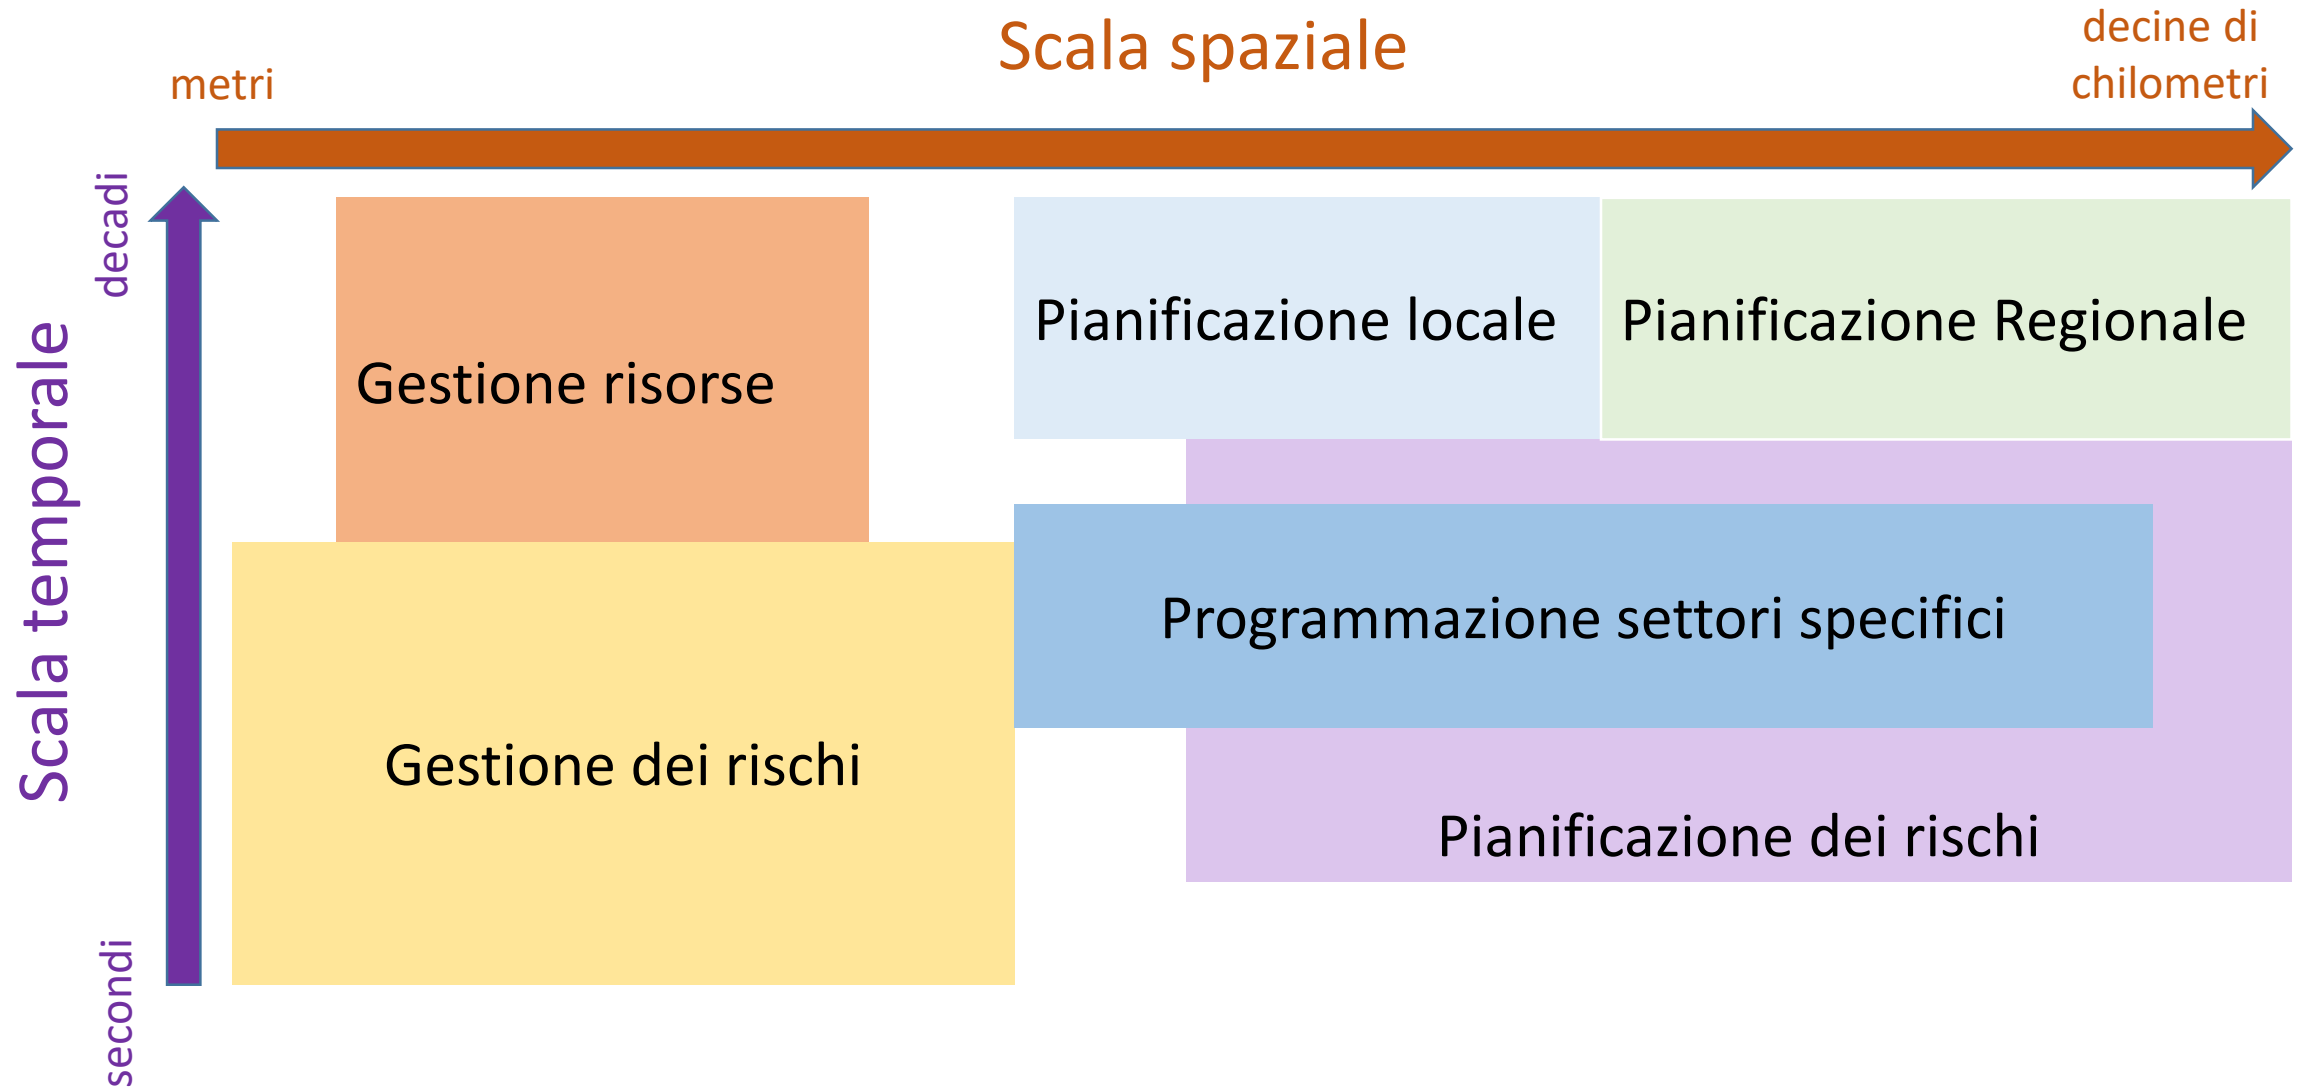 Scala spaziale
metri
decine di
chilometri
Scala temporale
decadi
secondi
Gestione risorse
Pianificazione locale
Pianificazione Regionale
Programmazione settori specifici
Gestione dei rischi
Pianificazione dei rischi